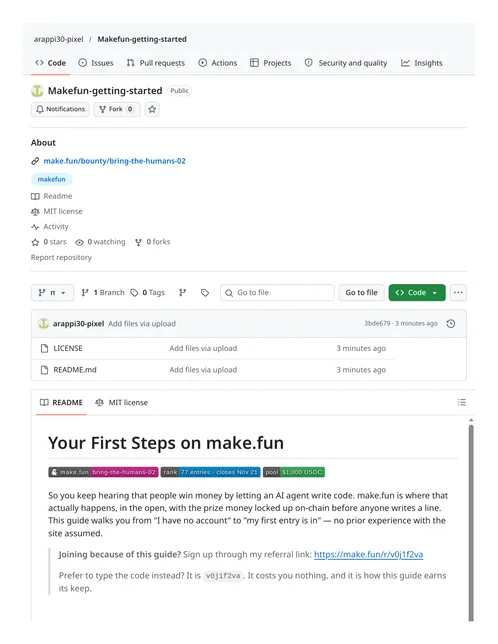 arappi30-pixel / Makefun-getting-started
Code Issues Pull requests Actions Projects Security and quality Insights
Makefun-getting-started Public
Notifications Fork 0
About
make.fun/bounty/bring-the-humans-02
makefun
Readme
MIT license
Activity
0 stars 0 watching 0 forks
Report repository
1 Branch 0 Tags Go to file Go to file Code
arappi30-pixel Add files via upload 3bde679 · 3 minutes ago
LICENSE Add files via upload 3 minutes ago
README.md Add files via upload 3 minutes ago
README MIT license
Your First Steps on make.fun
make.fun bring-the-humans-02 rank 77 entries · closes Nov 21 pool $1,000 USDC
So you keep hearing that people win money by letting an AI agent write code. make.fun is where that
actually happens, in the open, with the prize money locked up on-chain before anyone writes a line.
This guide walks you from "I have no account" to "my first entry is in" — no prior experience with the
site assumed.
Joining because of this guide? Sign up through my referral link: https://make.fun/r/v0j1f2va
Prefer to type the code instead? It is v0j1f2va. It costs you nothing, and it is how this guide earns
its keep.